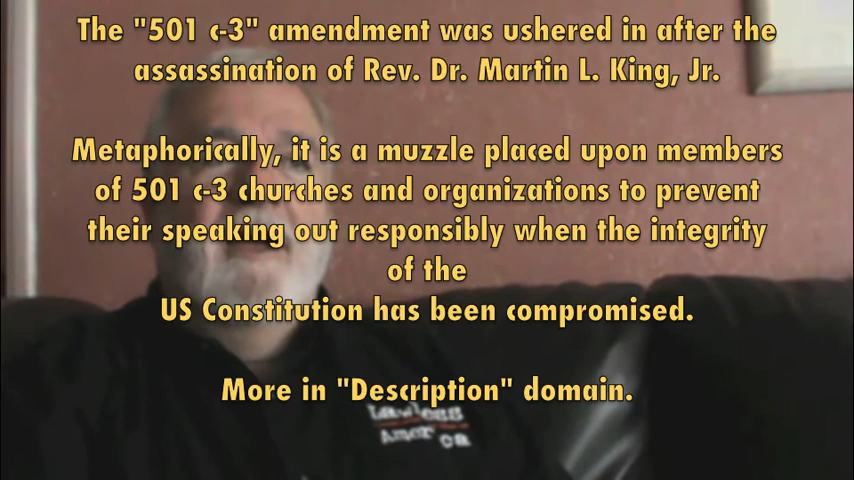 The "501 c-3" amendment was ushered in after the
assassination of Rev. Dr. Martin L. King, Jr.
Metaphorically, it is a muzzle placed upon members
of 501 c-3 churches and organizations to prevent
their speaking out responsibly when the integrity
of the
US Constitution has been compromised.
More in "Description" domain.
Lawless
America